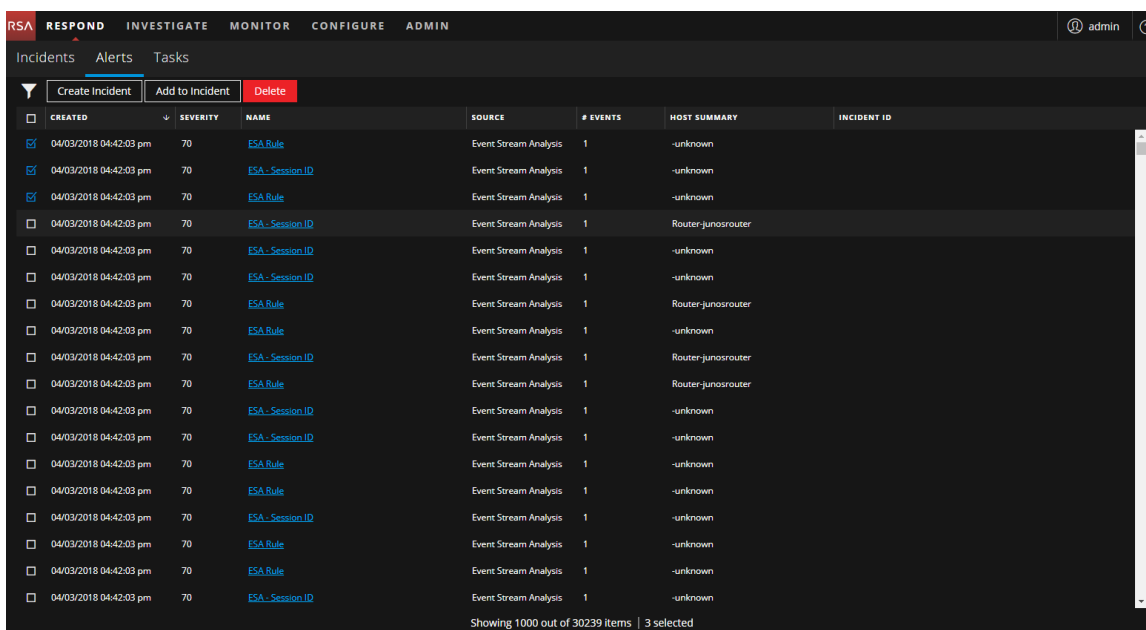 RSA RESPOND INVESTIGATE MONITOR CONFIGURE ADMIN admin
Incidents Alerts Tasks
Create Incident Add to Incident Delete
CREATED SEVERITY NAME SOURCE # EVENTS HOST SUMMARY INCIDENT ID
04/03/2018 04:42:03 pm 70 ESA Rule Event Stream Analysis 1 -unknown
04/03/2018 04:42:03 pm 70 ESA - Session ID Event Stream Analysis 1 -unknown
04/03/2018 04:42:03 pm 70 ESA Rule Event Stream Analysis 1 -unknown
04/03/2018 04:42:03 pm 70 ESA - Session ID Event Stream Analysis 1 Router-junosrouter
04/03/2018 04:42:03 pm 70 ESA - Session ID Event Stream Analysis 1 -unknown
04/03/2018 04:42:03 pm 70 ESA - Session ID Event Stream Analysis 1 -unknown
04/03/2018 04:42:03 pm 70 ESA Rule Event Stream Analysis 1 Router-junosrouter
04/03/2018 04:42:03 pm 70 ESA Rule Event Stream Analysis 1 -unknown
04/03/2018 04:42:03 pm 70 ESA - Session ID Event Stream Analysis 1 Router-junosrouter
04/03/2018 04:42:03 pm 70 ESA Rule Event Stream Analysis 1 Router-junosrouter
04/03/2018 04:42:03 pm 70 ESA - Session ID Event Stream Analysis 1 -unknown
04/03/2018 04:42:03 pm 70 ESA - Session ID Event Stream Analysis 1 -unknown
04/03/2018 04:42:03 pm 70 ESA Rule Event Stream Analysis 1 -unknown
04/03/2018 04:42:03 pm 70 ESA Rule Event Stream Analysis 1 -unknown
04/03/2018 04:42:03 pm 70 ESA - Session ID Event Stream Analysis 1 -unknown
04/03/2018 04:42:03 pm 70 ESA Rule Event Stream Analysis 1 -unknown
04/03/2018 04:42:03 pm 70 ESA Rule Event Stream Analysis 1 -unknown
04/03/2018 04:42:03 pm 70 ESA - Session ID Event Stream Analysis 1 -unknown
Showing 1000 out of 30239 items | 3 selected